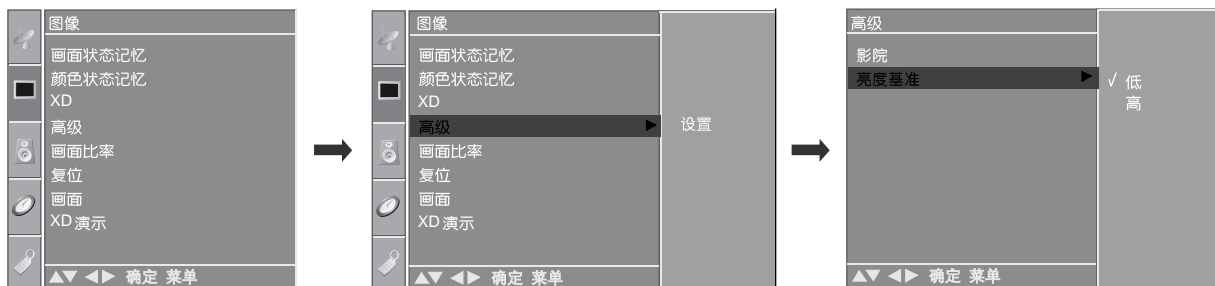 图像
画面状态记忆
颜色状态记忆
XD
高级
画面比率
复位
画面
XD 演示
▲▼ ◀▶ 确定 菜单
图像
画面状态记忆
颜色状态记忆
XD
高级 ▶
画面比率
复位
画面
XD 演示
▲▼ ◀▶ 确定 菜单
设置
高级
影院
亮度基准 ▶
▲▼ ◀▶ 确定 菜单
√ 低
高